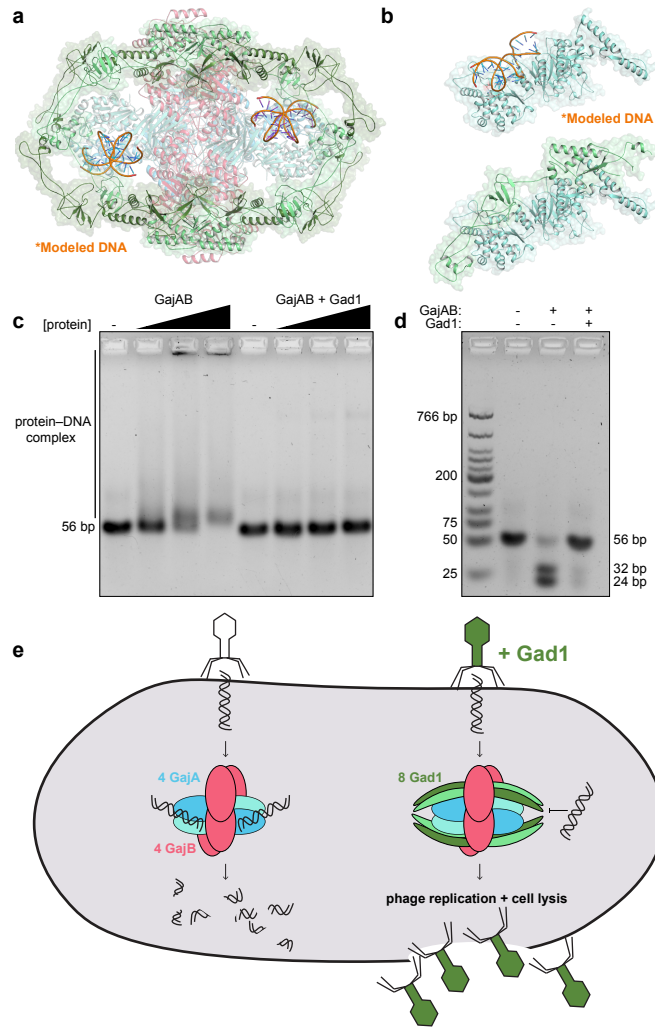 a
*Modeled DNA
b
*Modeled DNA
c
GajAB
GajAB + Gad1
[protein]
-
-
protein–DNA
complex
56 bp
d
GajAB: - + +
Gad1: +
766 bp
200
75
50
25
56 bp
32 bp
24 bp
e
+ Gad1
4 GajA
4 GajB
8 Gad1
phage replication + cell lysis